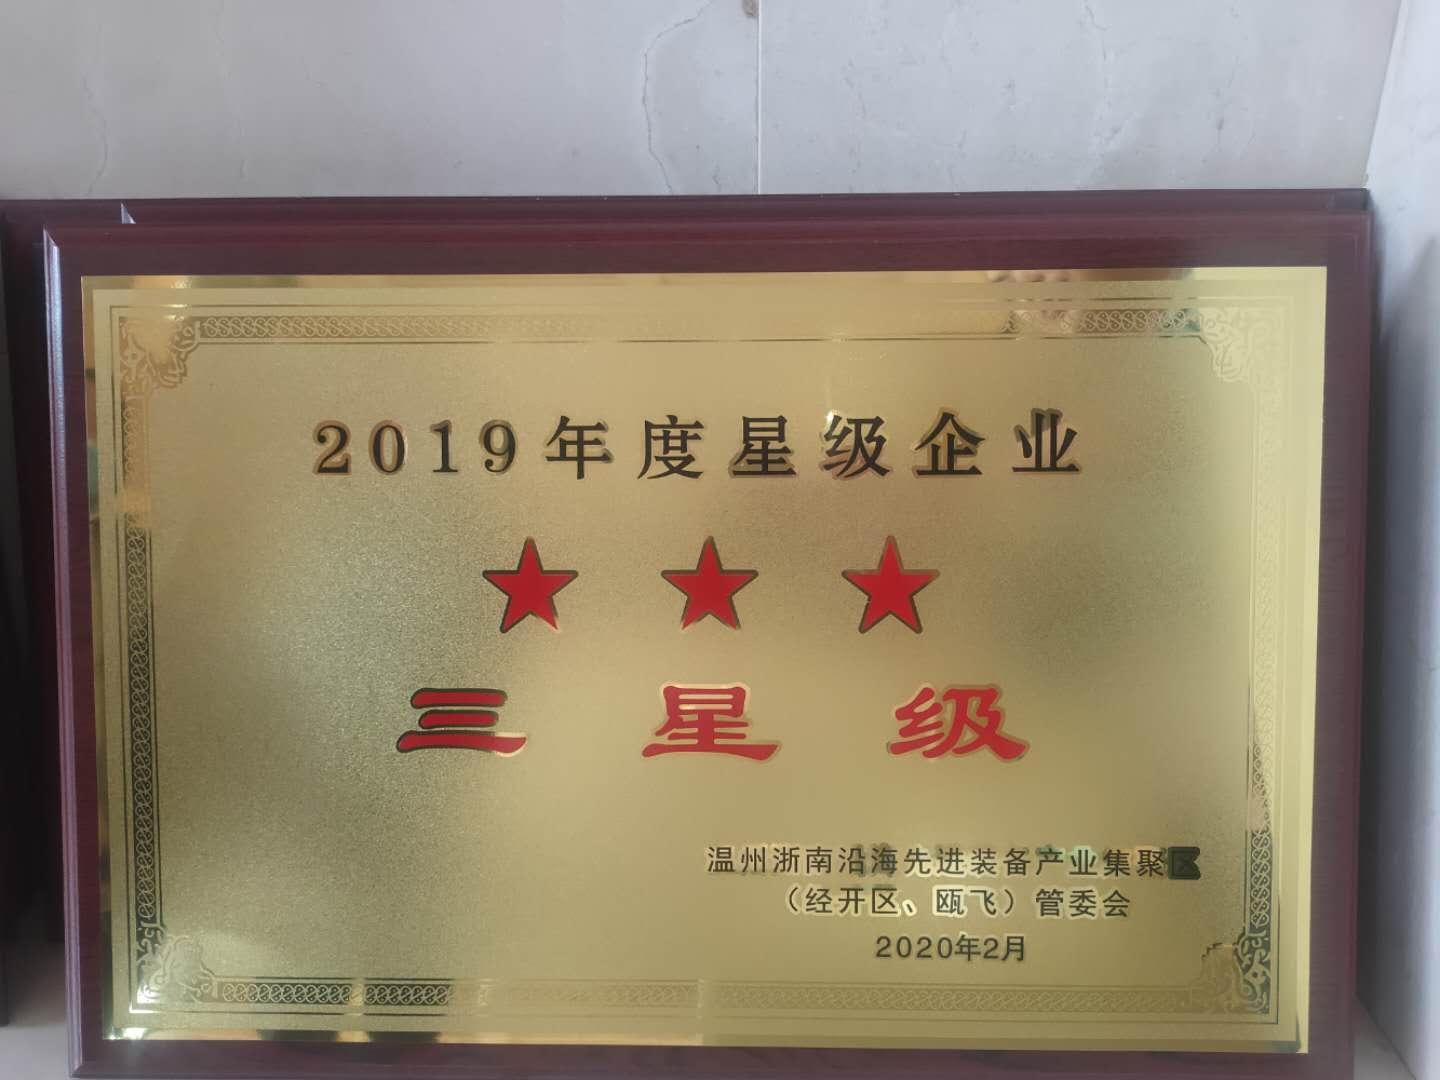 2019年度星级企业
★ ★ ★
三星级
温州浙南沿海先进装备产业集聚区
（经开区、瓯飞）管委会
2020年2月